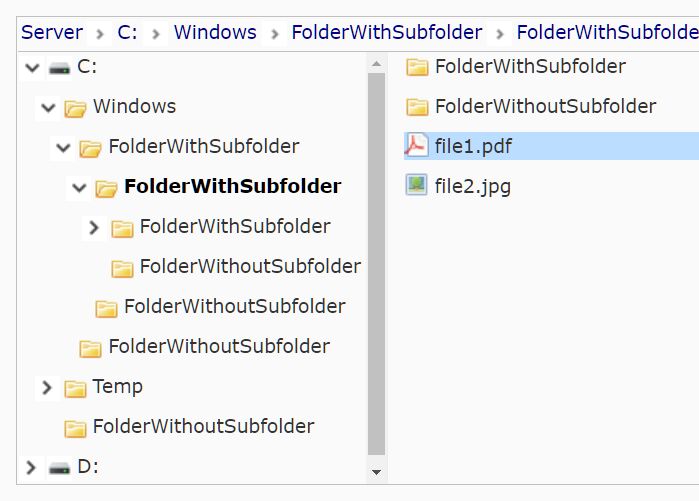 Server > C: > Windows > FolderWithSubfolder > FolderWithSubfolde
C:
Windows
FolderWithSubfolder
FolderWithSubfolder
FolderWithSubfolder
FolderWithoutSubfolder
FolderWithoutSubfolder
FolderWithoutSubfolder
Temp
FolderWithoutSubfolder
D:
FolderWithSubfolder
FolderWithoutSubfolder
file1.pdf
file2.jpg